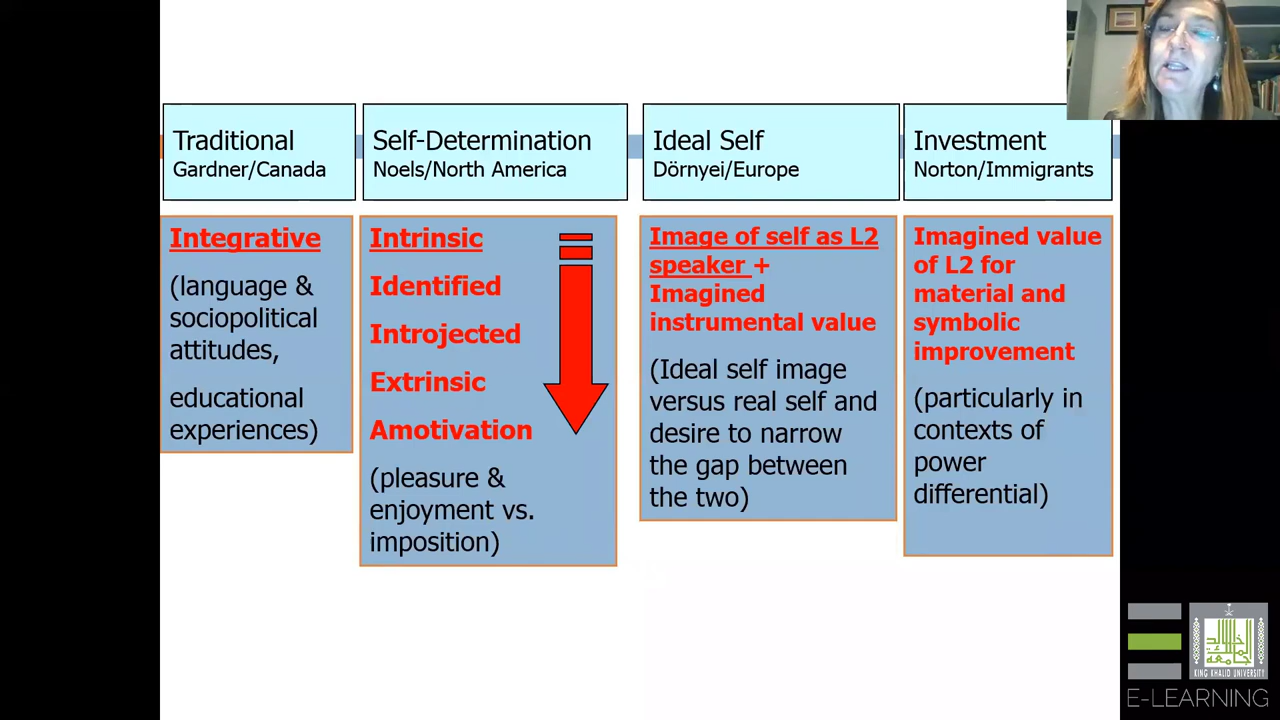 Traditional
Gardner/Canada
Self-Determination
Noels/North America
Ideal Self
Dörnyei/Europe
Investment
Norton/Immigrants
Integrative
(language &
sociopolitical
attitudes,
educational
experiences)
Intrinsic
Identified
Introjected
Extrinsic
Amotivation
(pleasure &
enjoyment vs.
imposition)
Image of self as L2
speaker +
Imagined
instrumental value
(Ideal self image
versus real self and
desire to narrow
the gap between
the two)
Imagined value
of L2 for
material and
symbolic
improvement
(particularly in
contexts of
power
differential)
KING KHALID UNIVERSITY
E-LEARNING